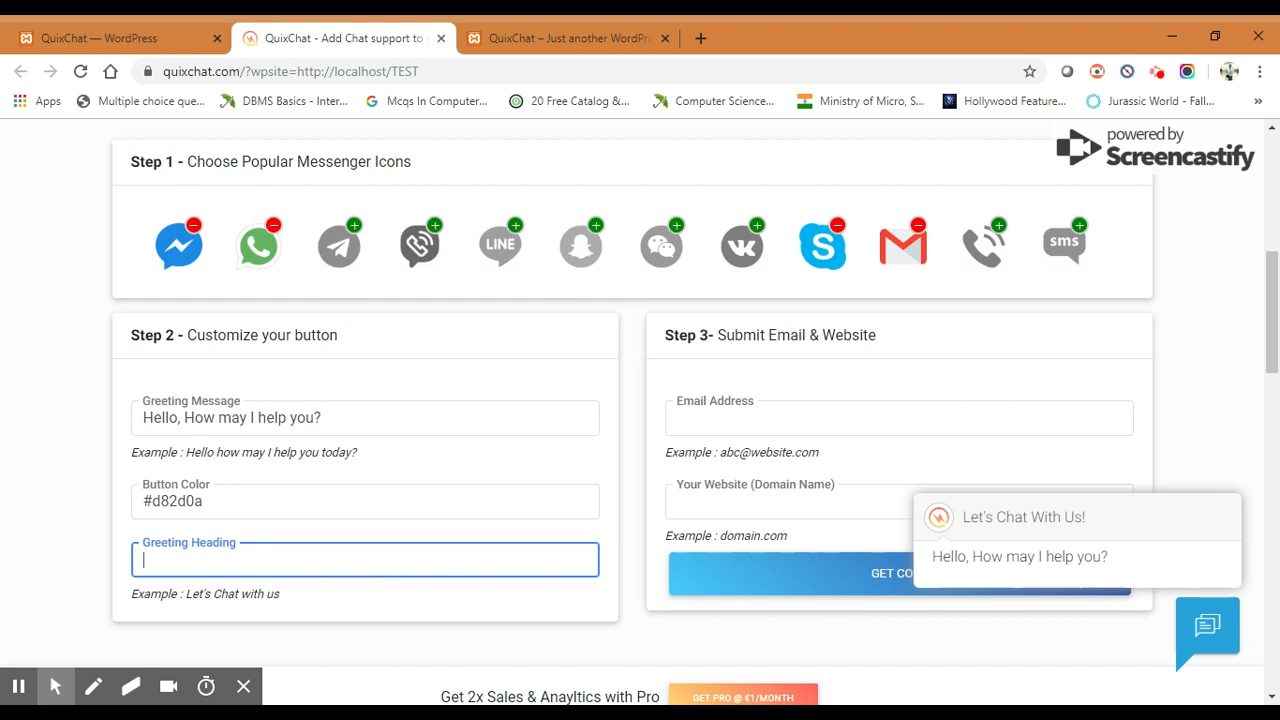 QuixChat — WordPress
QuixChat - Add Chat support to
QuixChat – Just another WordPre
quixchat.com/?wpsite=http://localhost/TEST
Apps
Multiple choice que...
DBMS Basics - Inter...
Mcqs In Computer...
20 Free Catalog &...
Computer Science...
Ministry of Micro, S...
Hollywood Feature...
Jurassic World - Fall...
powered by
Screencastify
Step 1 - Choose Popular Messenger Icons
LINE
S
sms
Step 2 - Customize your button
Greeting Message
Hello, How may I help you?
Example : Hello how may I help you today?
Button Color
#d82d0a
Greeting Heading
Example : Let's Chat with us
Step 3- Submit Email & Website
Email Address
Example : abc@website.com
Your Website (Domain Name)
Example : domain.com
GET CO
Let's Chat With Us!
Hello, How may I help you?
Get 2x Sales & Anayltics with Pro
GET PRO @ €1/MONTH